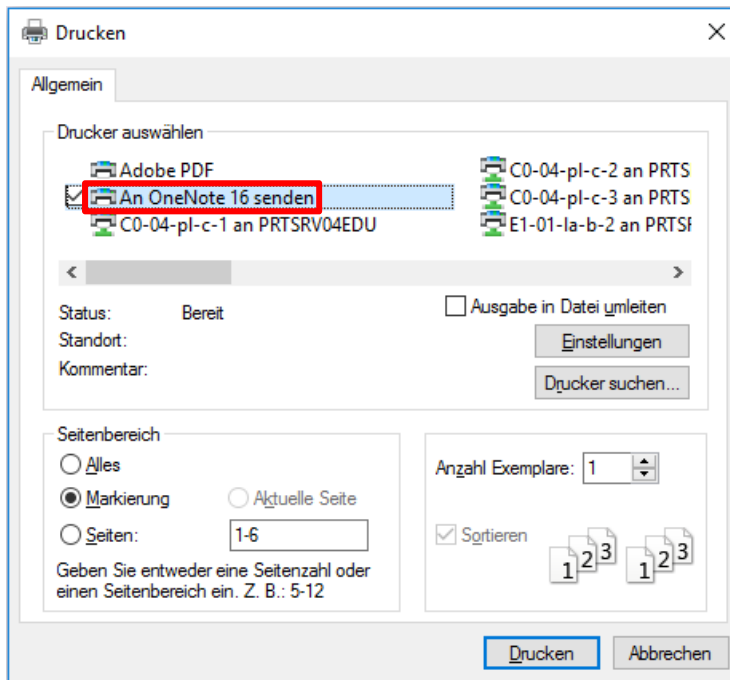 Drucken
Allgemein
Drucker auswählen
Adobe PDF
An OneNote 16 senden
C0-04-pl-c-1 an PRTSRV04EDU
C0-04-pl-c-2 an PRTS
C0-04-pl-c-3 an PRTS
E1-01-la-b-2 an PRTSF
Status: Bereit
Standort:
Kommentar:
Ausgabe in Datei umleiten
Einstellungen
Drucker suchen...
Seitenbereich
Alles
Markierung Aktuelle Seite
Seiten: 1-6
Geben Sie entweder eine Seitenzahl oder
einen Seitenbereich ein. Z. B.: 5-12
Anzahl Exemplare: 1
Sortieren
1 2 3 1 2 3
Drucken Abbrechen